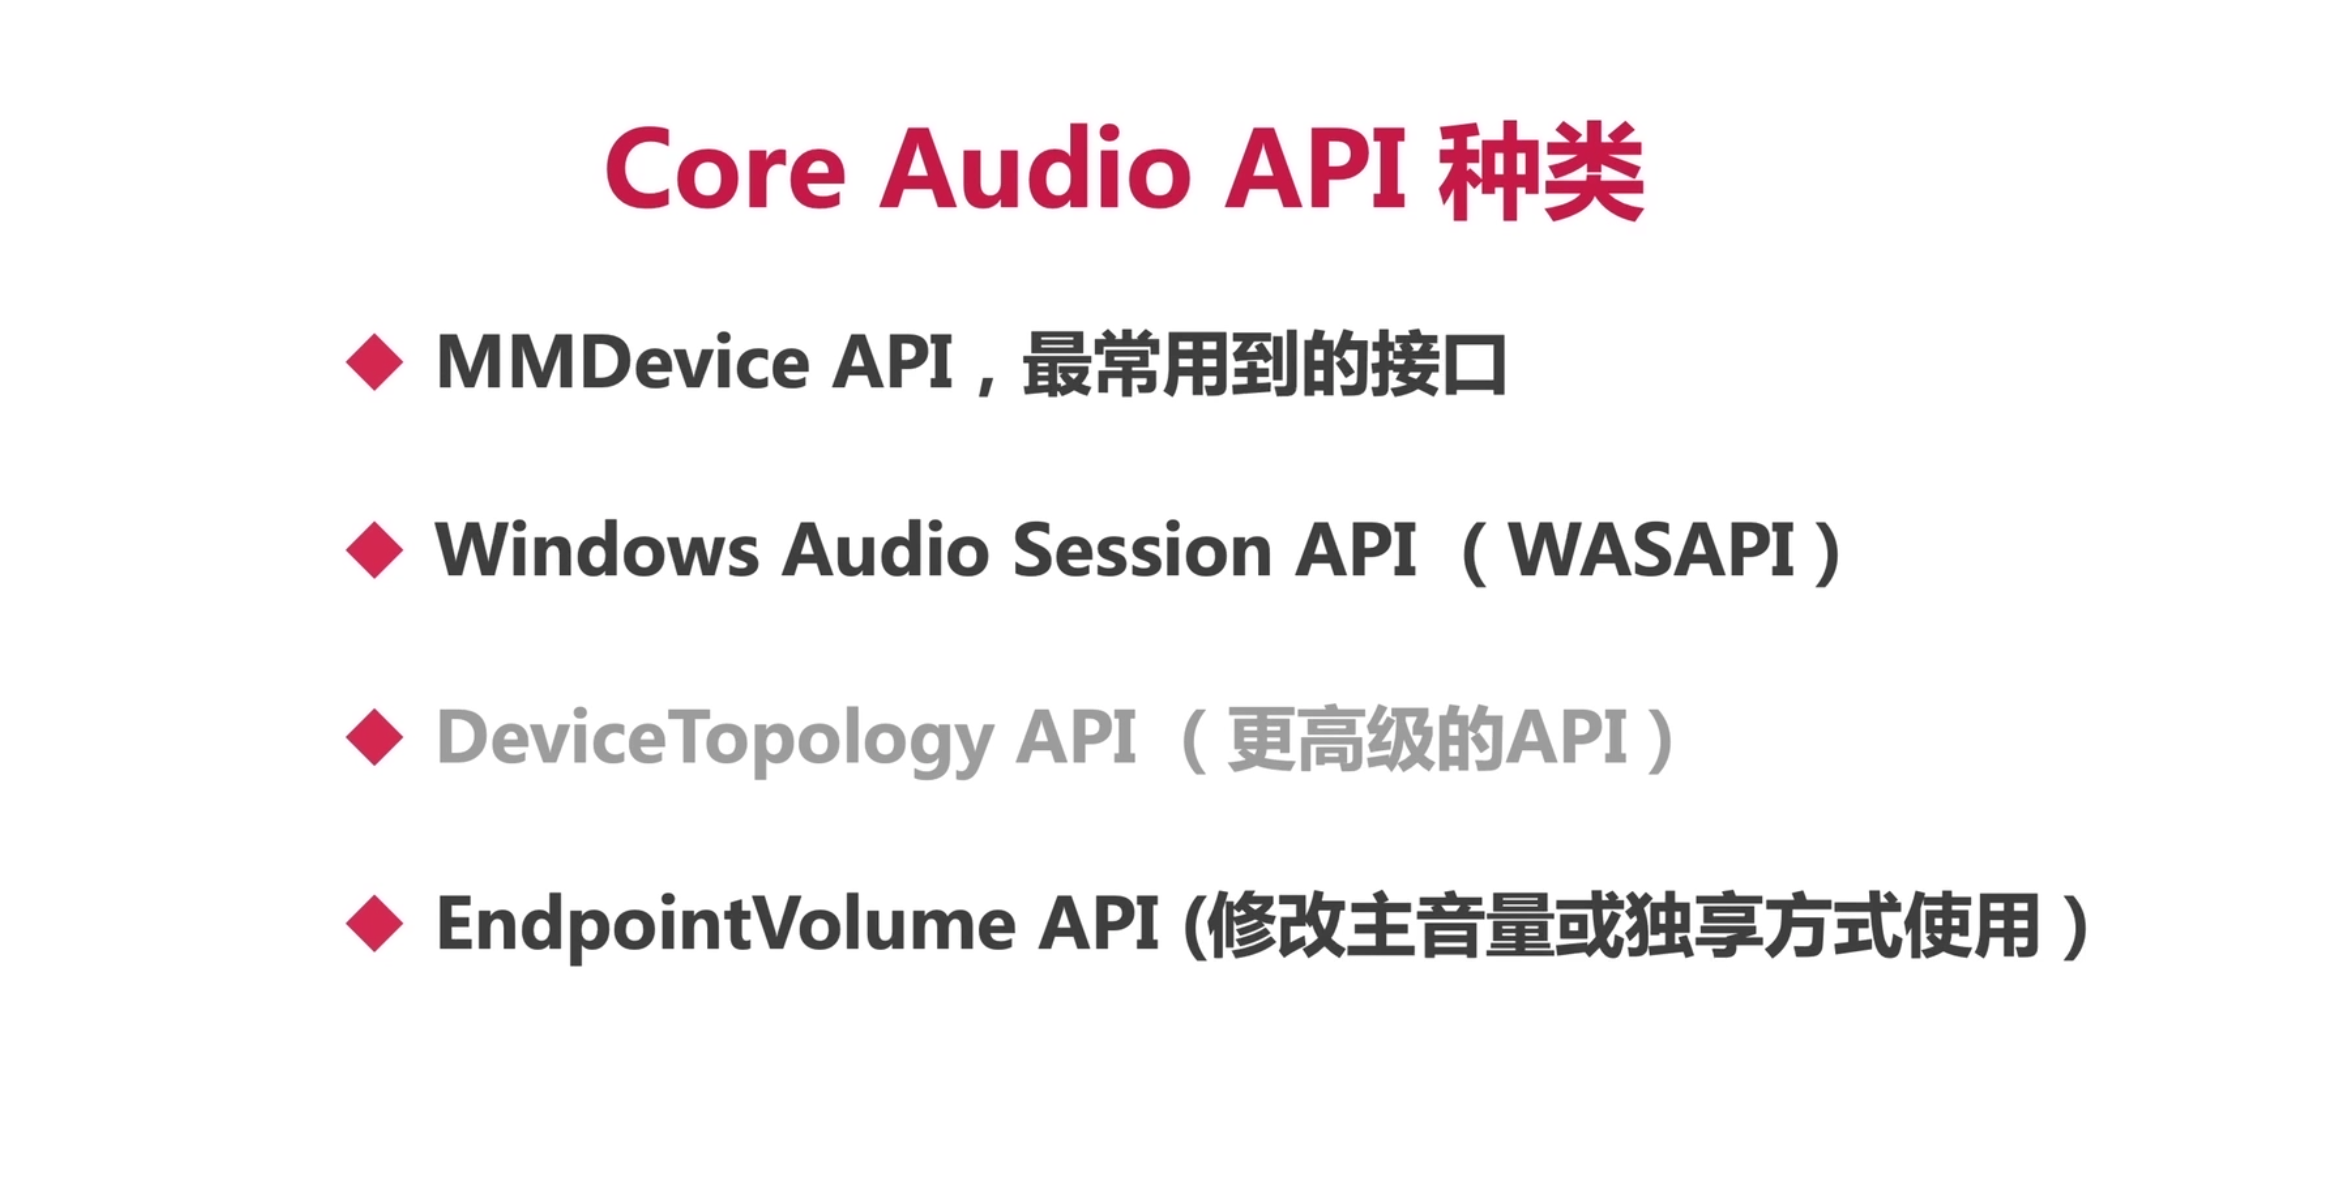 Core Audio API 种类
MMDevice API，最常用到的接口
Windows Audio Session API （WASAPI）
DeviceTopology API （更高级的API）
EndpointVolume API (修改主音量或独享方式使用）